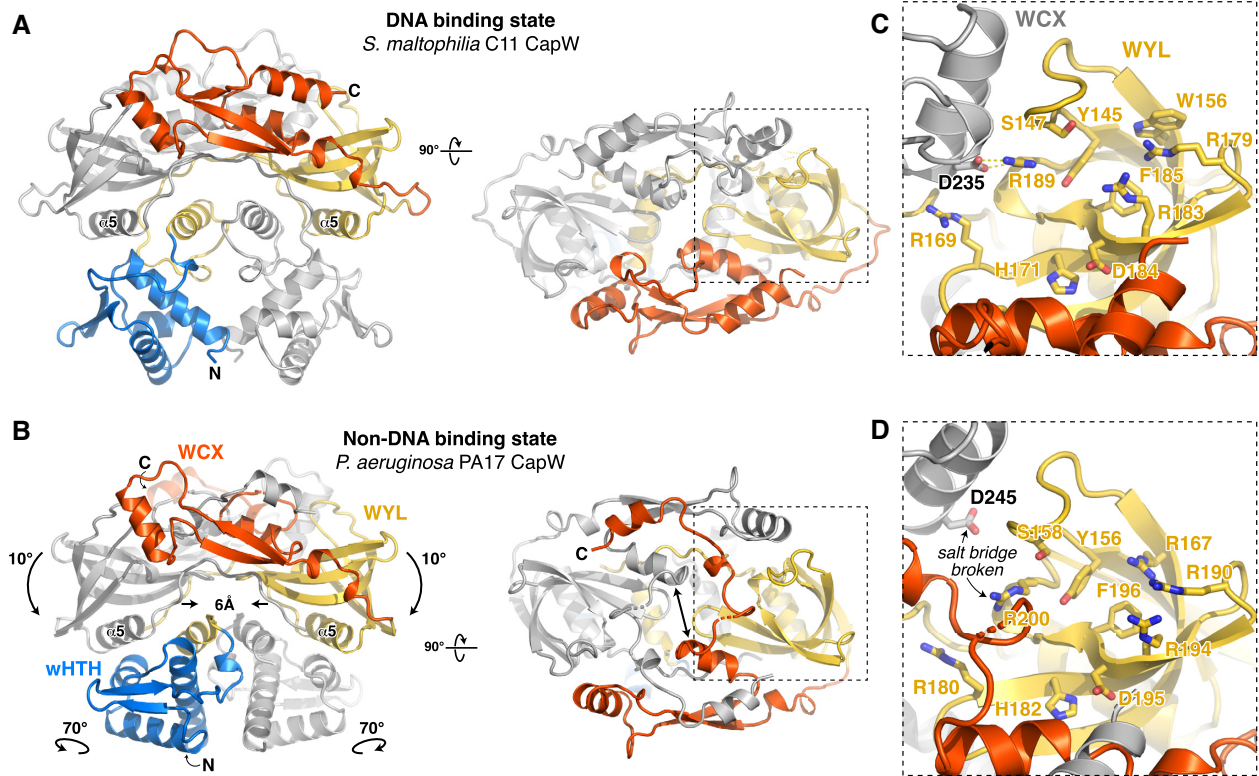 A
DNA binding state
S. maltophilia C11 CapW
C
α5
α5
N
90°
C
WCX
WYL
S147
Y145
W156
R179
D235
R189
F185
R183
R169
H171
D184
B
Non-DNA binding state
P. aeruginosa PA17 CapW
WCX
C
WYL
10°
10°
6Å
α5
α5
wHTH
70°
70°
N
90°
C
D
D245
S158
Y156
R167
salt bridge
broken
R190
F196
R200
R194
R180
H182
D195